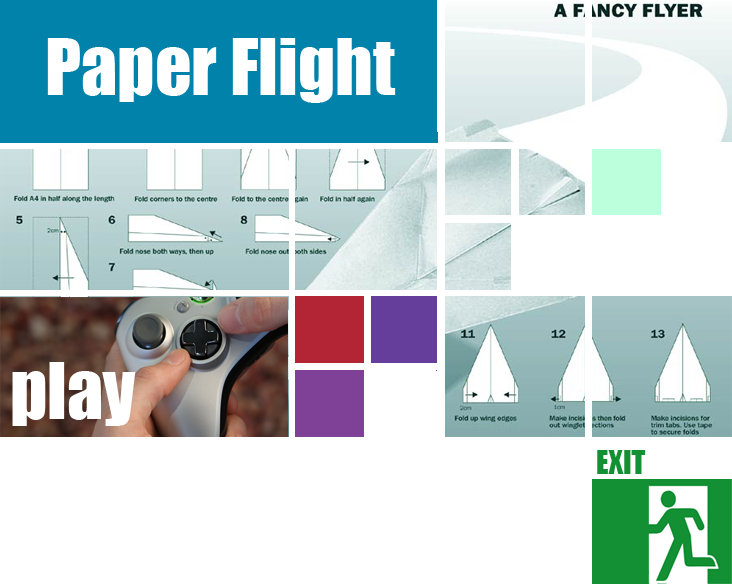 A FANCY FLYER
Paper Flight
Fold A4 in half along the length
Fold corners to the centre
Fold to the centre again
Fold in half again
5
6
8
2cm
Fold nose both ways, then up
Fold nose out both sides
7
11
12
13
2cm
1cm
Fold up wing edges
Make incisions then fold
out winglet sections
Make incisions for
trim tabs. Use tape
to secure folds
play
EXIT